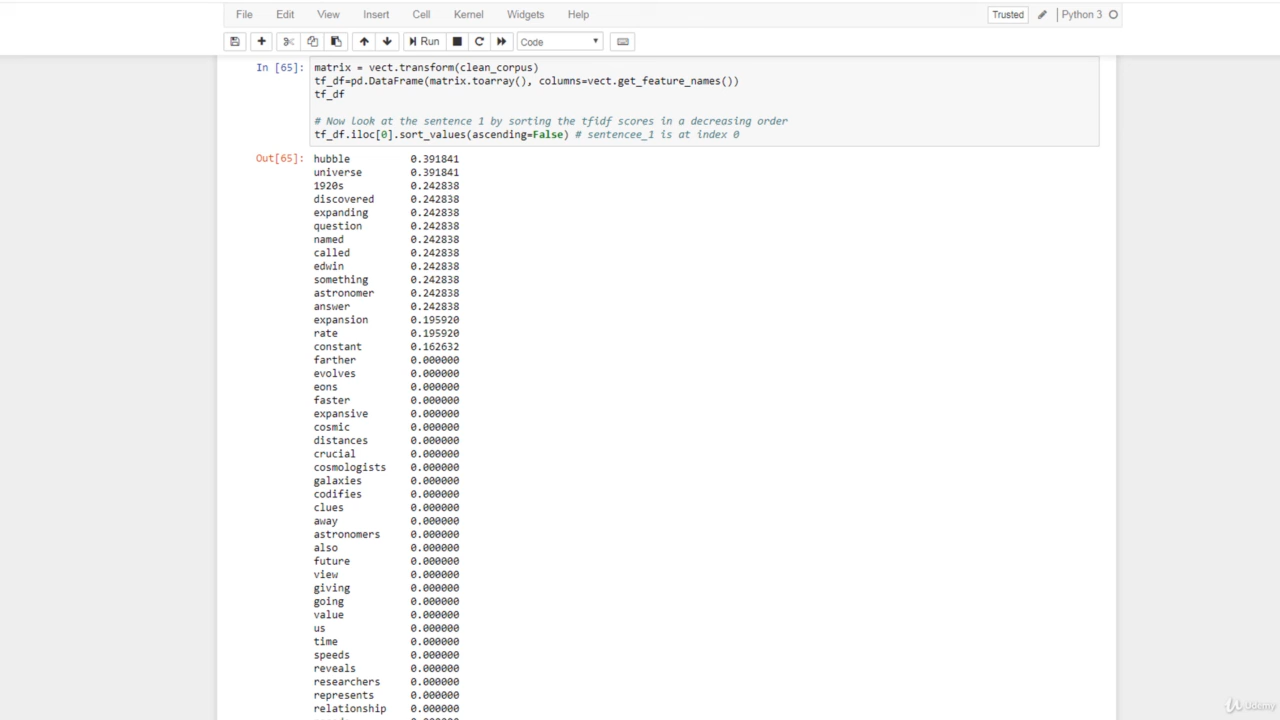 File Edit View Insert Cell Kernel Widgets Help Trusted Python 3
Run Code
In [65]: matrix = vect.transform(clean_corpus)
tf_df=pd.DataFrame(matrix.toarray(), columns=vect.get_feature_names())
tf_df
# Now look at the sentence 1 by sorting the tfidf scores in a decreasing order
tf_df.iloc[0].sort_values(ascending=False) # sentencee_1 is at index 0
Out[65]: hubble 0.391841
universe 0.391841
1920s 0.242838
discovered 0.242838
expanding 0.242838
question 0.242838
named 0.242838
called 0.242838
edwin 0.242838
something 0.242838
astronomer 0.242838
answer 0.242838
expansion 0.195920
rate 0.195920
constant 0.162632
farther 0.000000
evolves 0.000000
eons 0.000000
faster 0.000000
expansive 0.000000
cosmic 0.000000
distances 0.000000
crucial 0.000000
cosmologists 0.000000
galaxies 0.000000
codifies 0.000000
clues 0.000000
away 0.000000
astronomers 0.000000
also 0.000000
future 0.000000
view 0.000000
giving 0.000000
going 0.000000
value 0.000000
us 0.000000
time 0.000000
speeds 0.000000
reveals 0.000000
researchers 0.000000
represents 0.000000
relationship 0.000000
Udemy